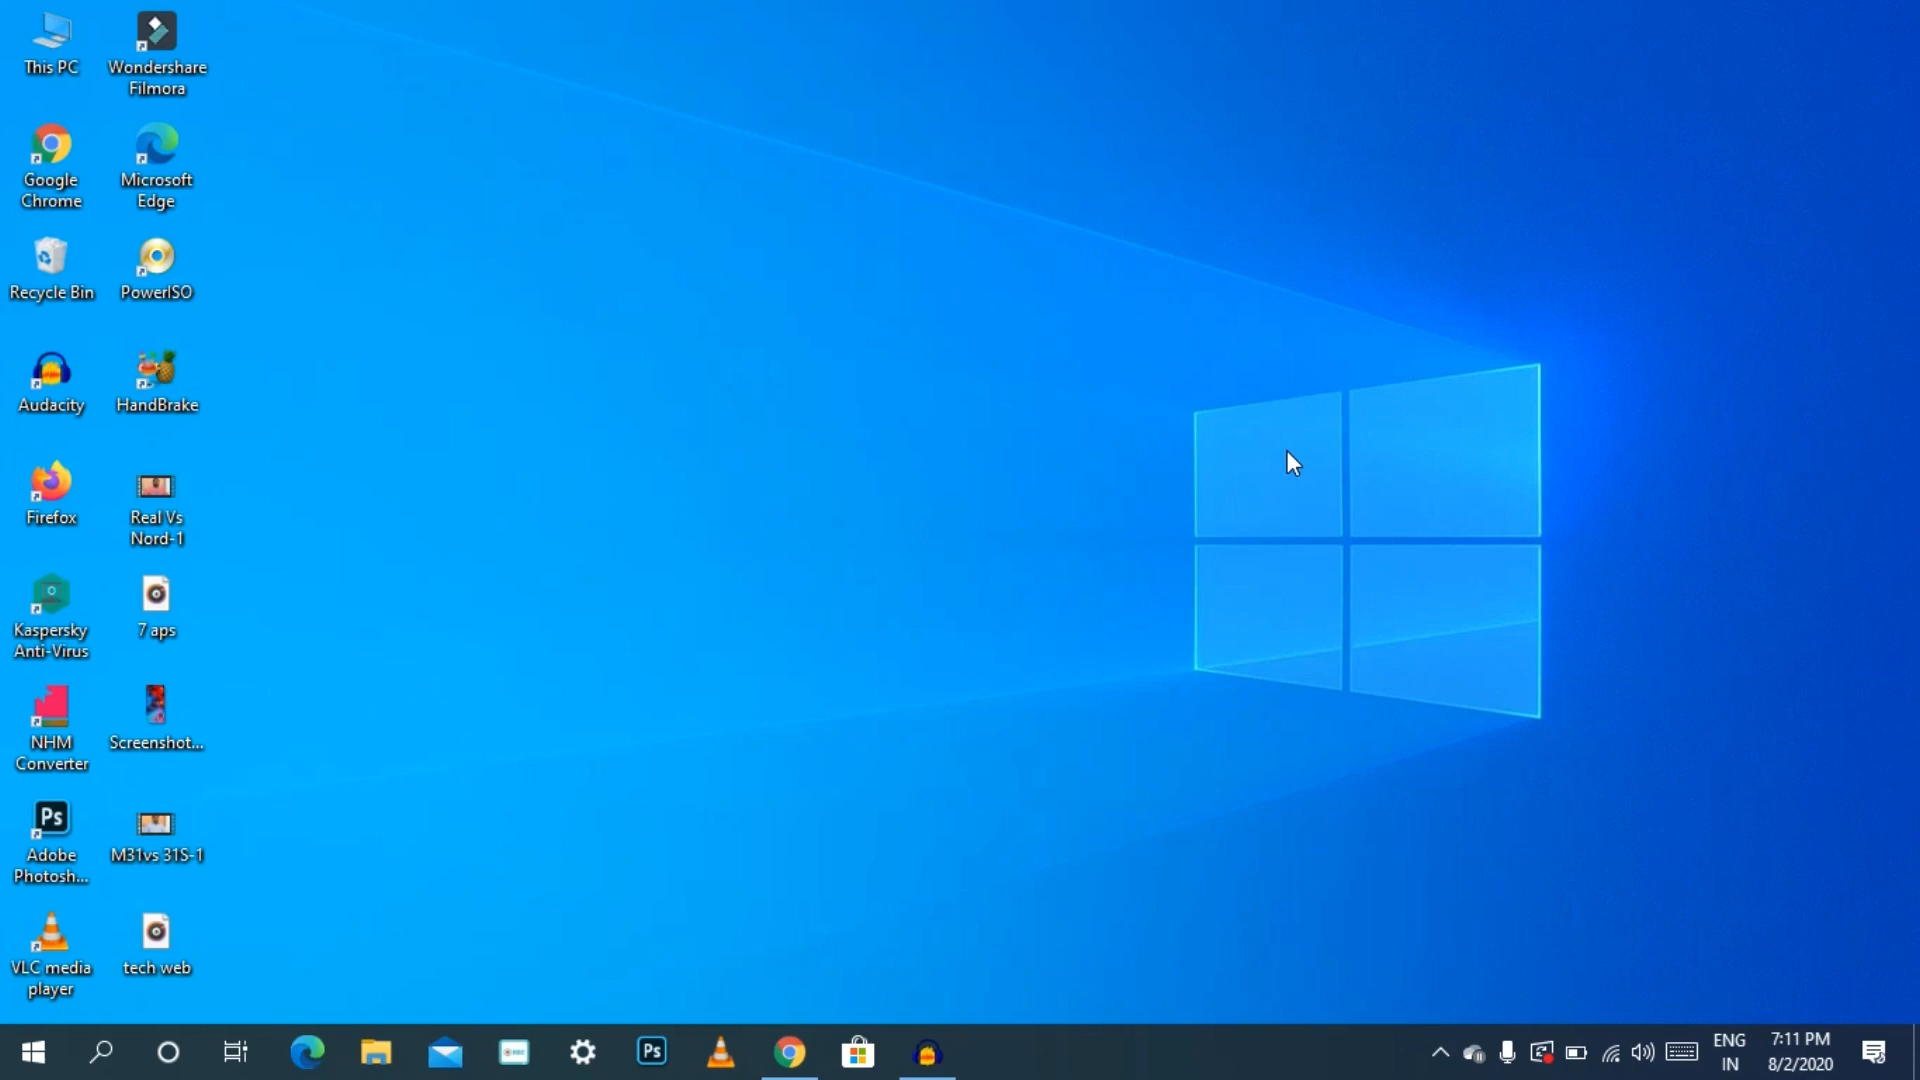 This PC
Wondershare
Filmora
Google
Chrome
Microsoft
Edge
Recycle Bin
PowerISO
Audacity
HandBrake
Firefox
Real Vs
Nord-1
Kaspersky
Anti-Virus
7 aps
NHM
Converter
Screenshot...
Ps
Adobe
Photosh...
M31vs 31S-1
VLC media
player
tech web
Ps
ENG
IN
7:11 PM
8/2/2020